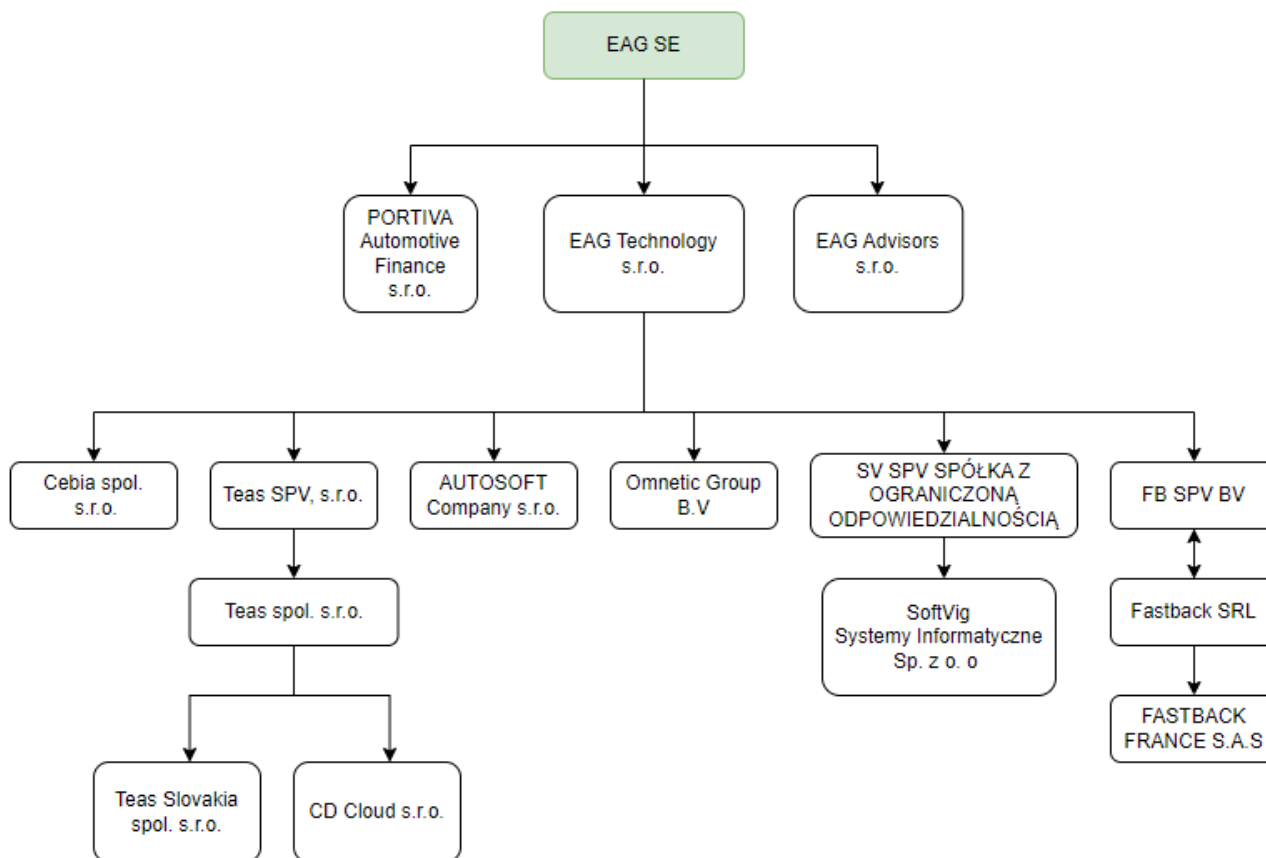 EAG SE
PORTIVA
Automotive
Finance
s.r.o.
EAG Technology
s.r.o.
EAG Advisors
s.r.o.
Cebia spol.
s.r.o.
Teas SPV, s.r.o.
AUTOSOFT
Company s.r.o.
Omnetic Group
B.V
SV SPV SPÓŁKA Z
OGRANICZONĄ
ODPOWIEDZIALNOŚCIĄ
FB SPV BV
Teas spol. s.r.o.
SoftVig
Systemy Informatyczne
Sp. z o. o
Fastback SRL
FASTBACK
FRANCE S.A.S
Teas Slovakia
spol. s.r.o.
CD Cloud s.r.o.